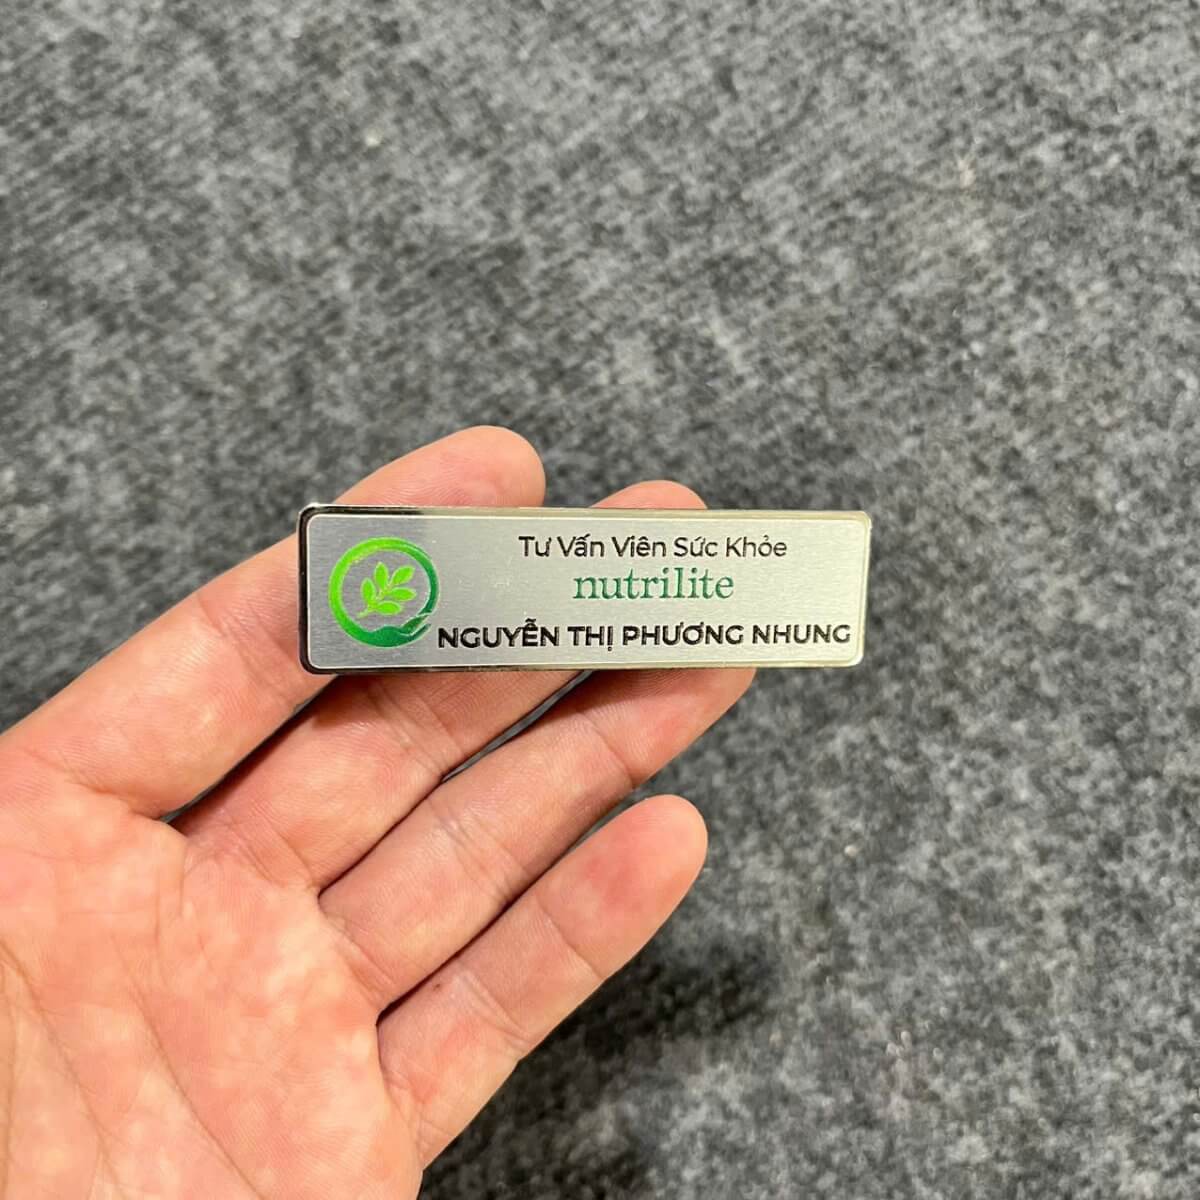 Tư Vấn Viên Sức Khỏe
nutrilite
NGUYỄN THỊ PHƯƠNG NHUNG